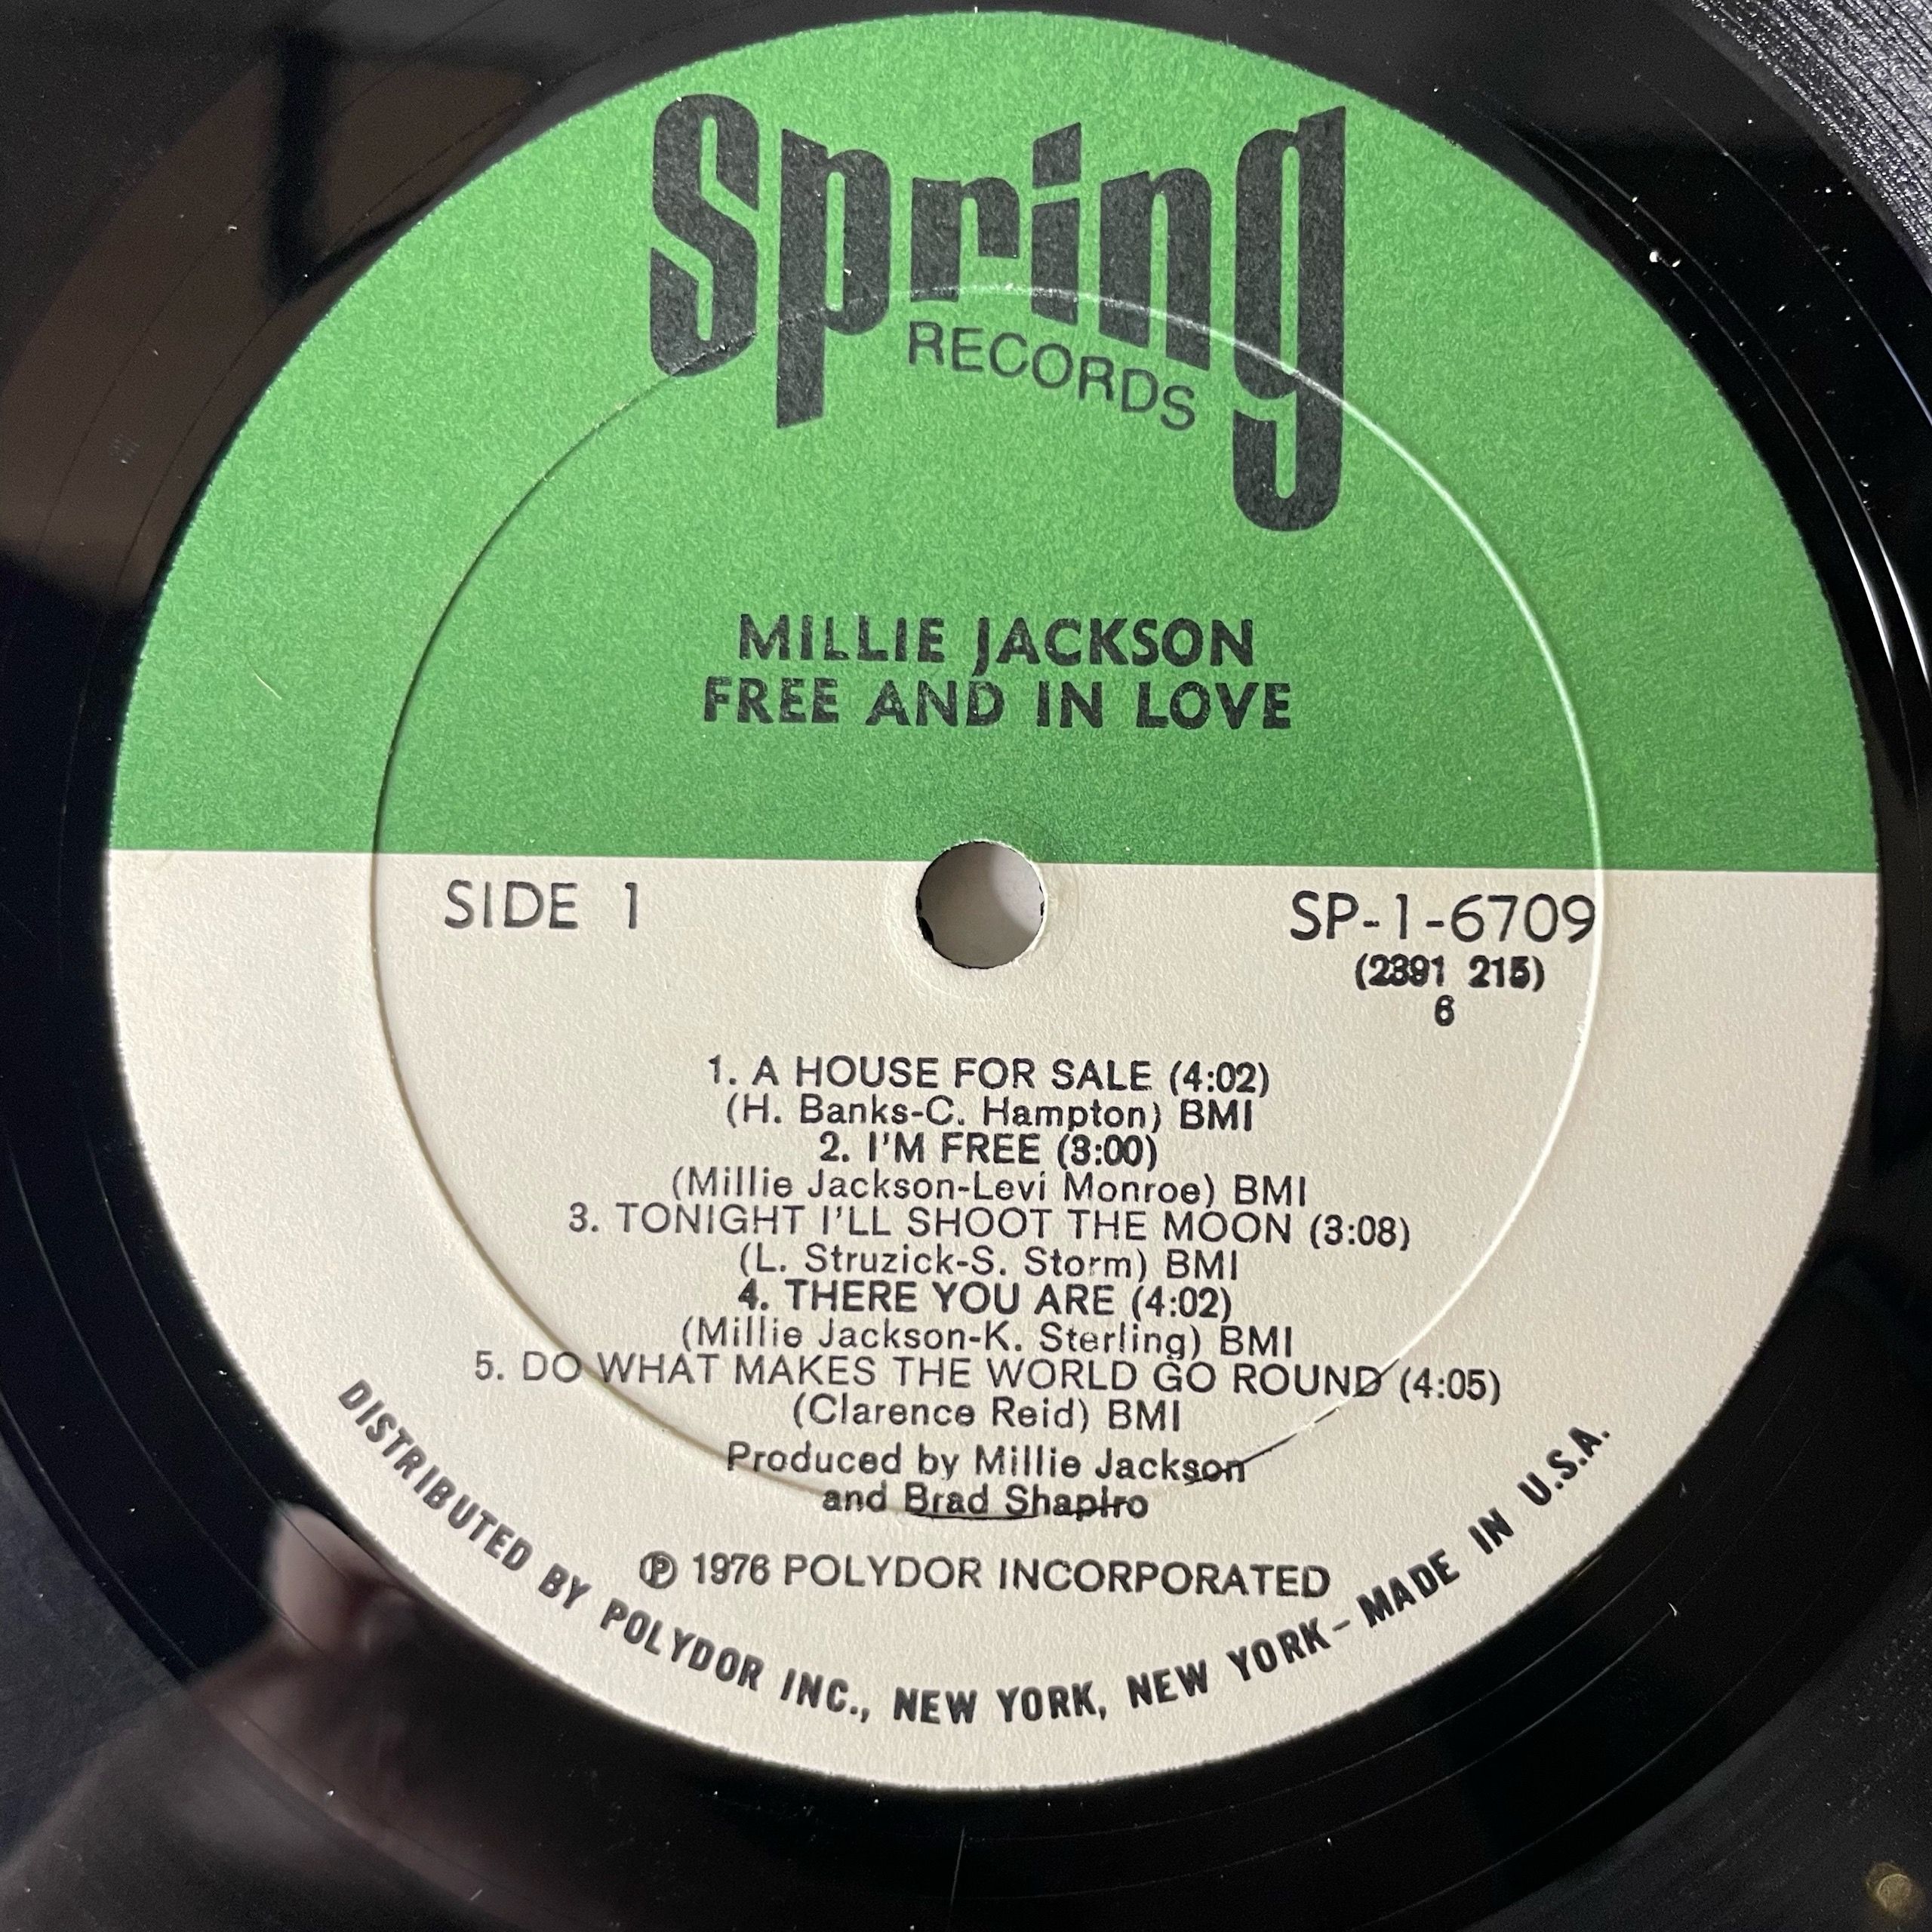 Spring
RECORDS
MILLIE JACKSON
FREE AND IN LOVE
SIDE 1
SP-1-6709
(2391 215)
6
1. A HOUSE FOR SALE (4:02)
(H. Banks-C. Hampton) BMI
2. I'M FREE (3:00)
(Millie Jackson-Levi Monroe) BMI
3. TONIGHT I'LL SHOOT THE MOON (3:08)
(L. Struzick-S. Storm) BMI
4. THERE YOU ARE (4:02)
(Millie Jackson-K. Sterling) BMI
5. DO WHAT MAKES THE WORLD GO ROUND (4:05)
(Clarence Reid) BMI
Produced by Millie Jackson
and Brad Shapiro
℗ 1976 POLYDOR INCORPORATED
DISTRIBUTED BY POLYDOR INC., NEW YORK, NEW YORK-MADE IN U.S.A.